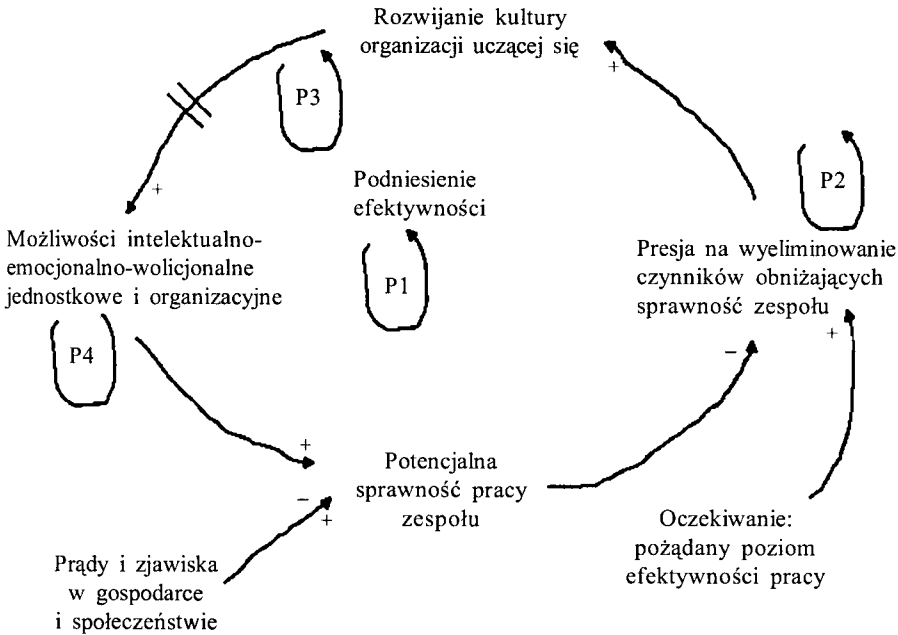 Rozwijanie kultury
organizacji uczącej się
+
P3
P2
+
Podniesienie
efektywności
P1
Możliwości intelektualno-
emocjonalno-wolicjonalne
jednostkowe i organizacyjne
Presja na wyeliminowanie
czynników obniżających
sprawność zespołu
P4
+
–
+
Potencjalna
sprawność pracy
zespołu
–
+
Oczekiwanie:
pożądany poziom
efektywności pracy
Prądy i zjawiska
w gospodarce
i społeczeństwie